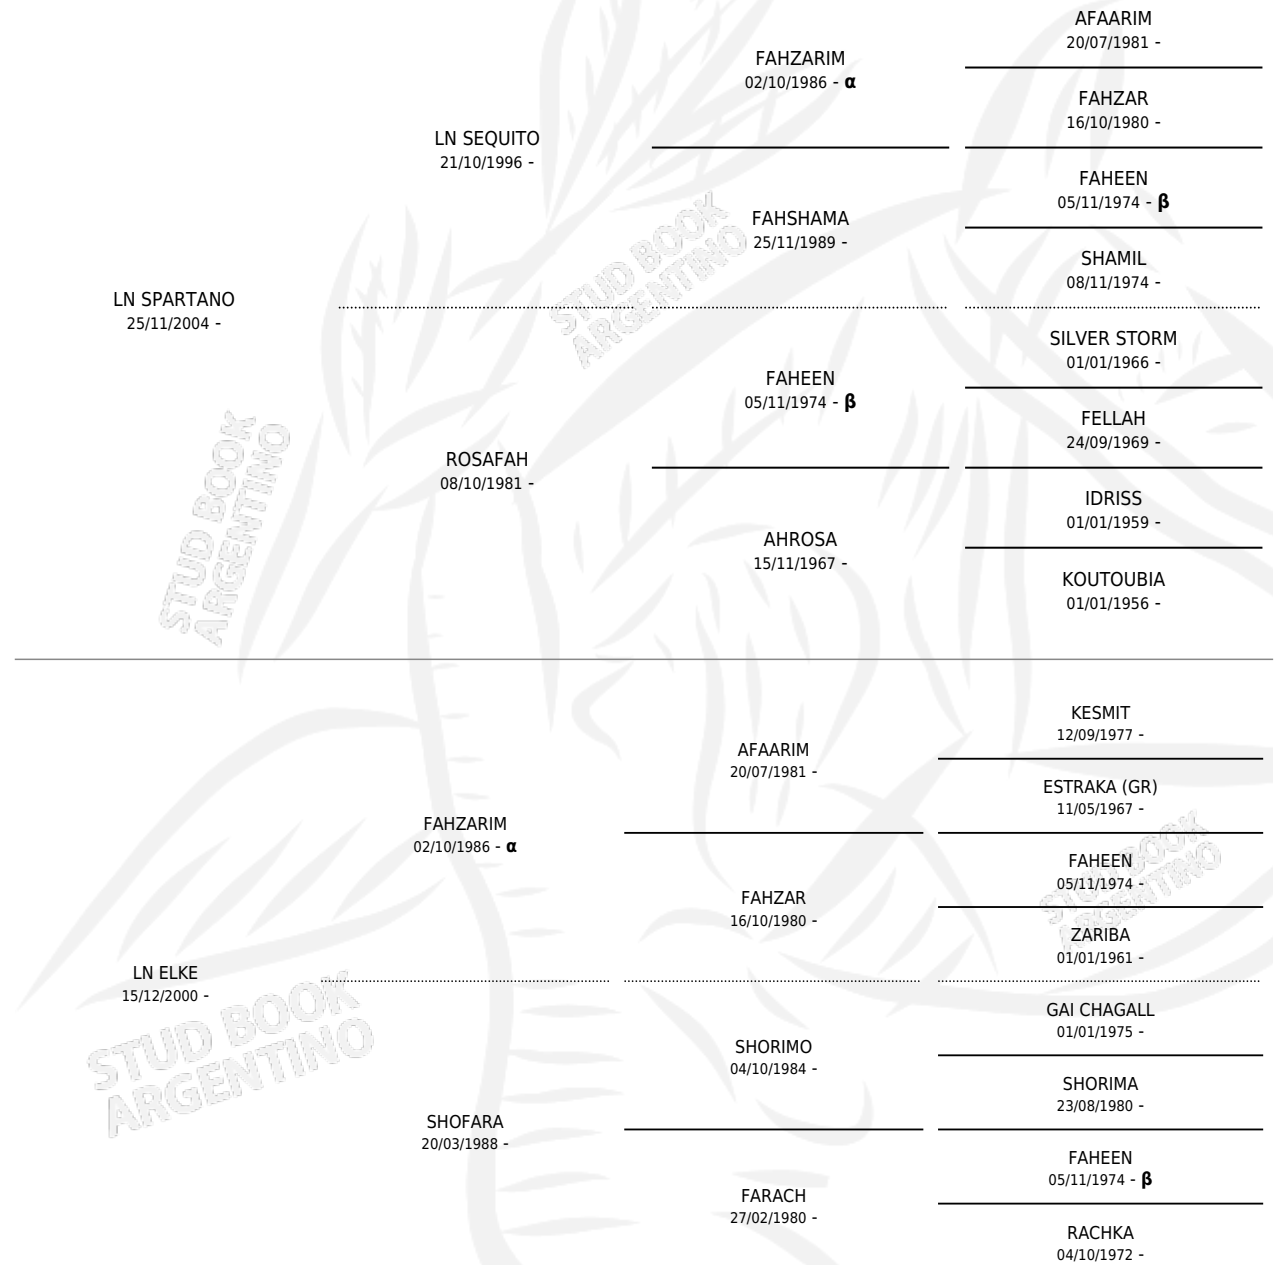 AFAARIM
20/07/1981 -
FAHZARIM
02/10/1986 - α
FAHZAR
16/10/1980 -
LN SEQUITO
21/10/1996 -
FAHEEN
05/11/1974 - β
FAHSHAMA
25/11/1989 -
SHAMIL
08/11/1974 -
LN SPARTANO
25/11/2004 -
SILVER STORM
01/01/1966 -
FAHEEN
05/11/1974 - β
FELLAH
24/09/1969 -
ROSAFAH
08/10/1981 -
IDRISS
01/01/1959 -
AHROSA
15/11/1967 -
KOUTOUBIA
01/01/1956 -
KESMIT
12/09/1977 -
AFAARIM
20/07/1981 -
ESTRAKA (GR)
11/05/1967 -
FAHZARIM
02/10/1986 - α
FAHEEN
05/11/1974 -
FAHZAR
16/10/1980 -
ZARIBA
01/01/1961 -
LN ELKE
15/12/2000 -
GAI CHAGALL
01/01/1975 -
SHORIMO
04/10/1984 -
SHORIMA
23/08/1980 -
SHOFARA
20/03/1988 -
FAHEEN
05/11/1974 - β
FARACH
27/02/1980 -
RACHKA
04/10/1972 -
STUD BOOK
ARGENTINO
STUD BOOK
ARGENTINO
STUD BOOK
ARGENTINO
STUD BOOK
ARGENTINO